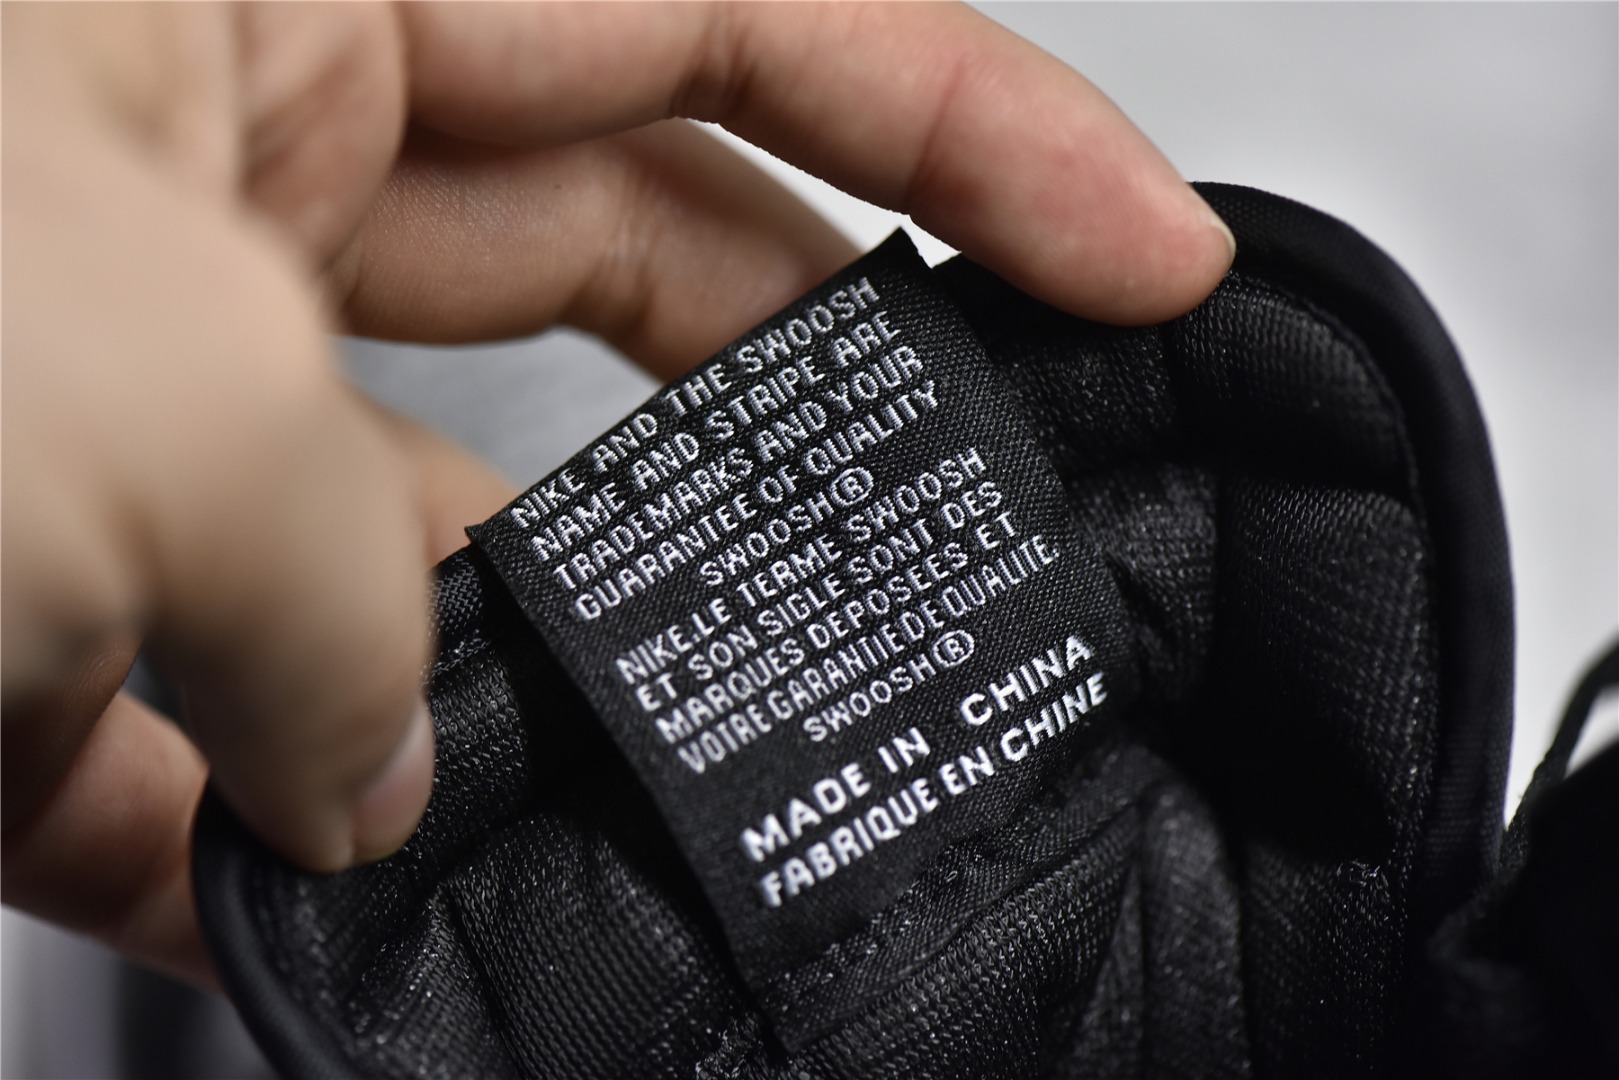 NIKE AND THE SWOOSH
NAME AND STRIPE ARE
TRADEMARKS AND YOUR
GUARANTEE OF QUALITY
SWOOSH®
NIKE.LE TERME SWOOSH
ET SON SIGLE SONT DES
MARQUES DEPOSEES ET
VOTRE GARANTIE DE QUALITE.
SWOOSH®
MADE IN CHINA
FABRIQUE EN CHINE